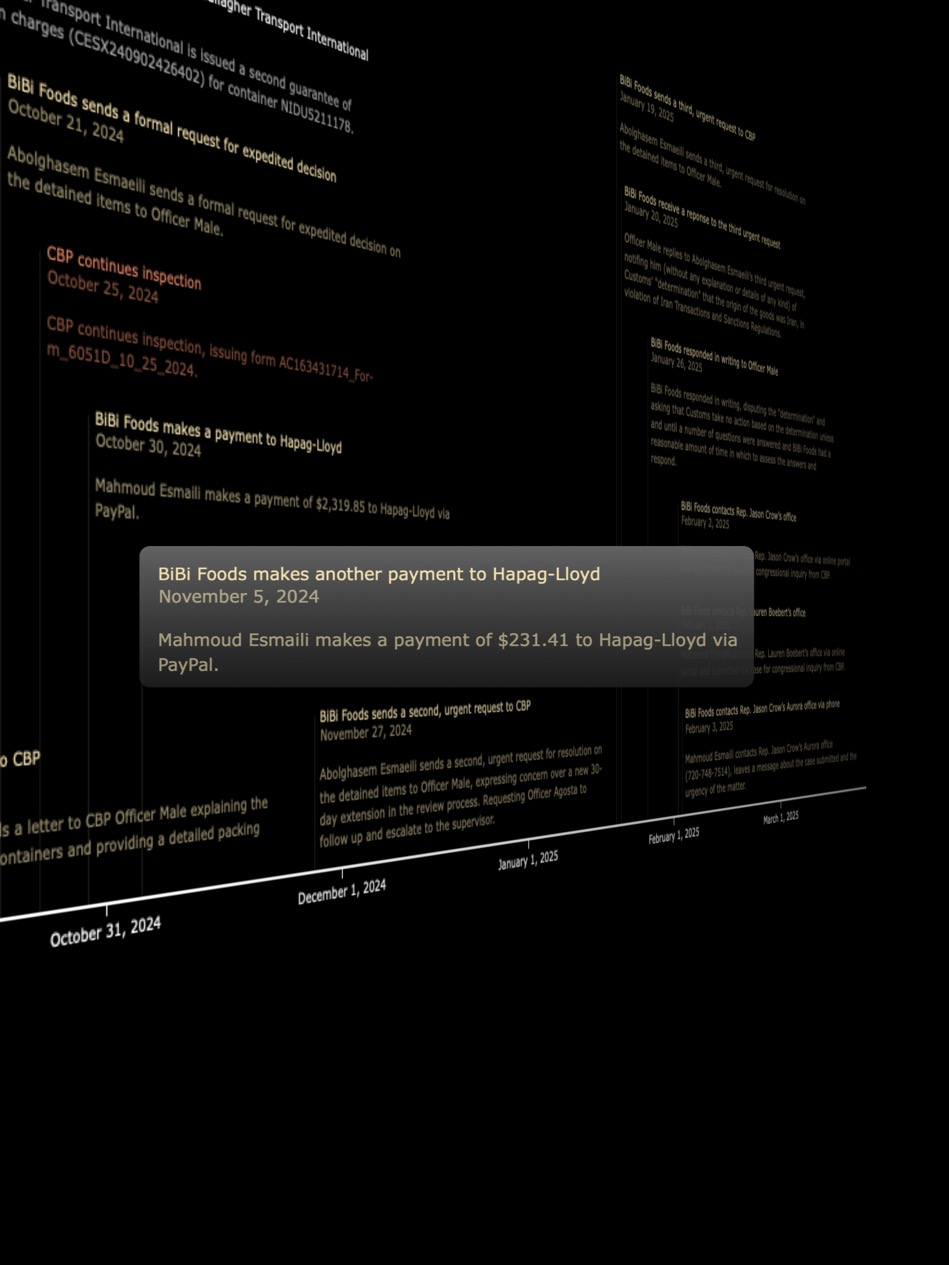 llagher Transport International
Transport International is issued a second guarantee of
charges (CESX240902426402) for container NIDU5211178.
BiBi Foods sends a formal request for expedited decision
October 21, 2024
Abolghasem Esmaeili sends a formal request for expedited decision on
the detained items to Officer Male.
CBP continues inspection
October 25, 2024
CBP continues inspection, issuing form AC163431714_For-
m_6051D_10_25_2024.
BiBi Foods makes a payment to Hapag-Lloyd
October 30, 2024
Mahmoud Esmaili makes a payment of $2,319.85 to Hapag-Lloyd via
PayPal.
BiBi Foods makes another payment to Hapag-Lloyd
November 5, 2024
Mahmoud Esmaili makes a payment of $231.41 to Hapag-Lloyd via
PayPal.
o CBP
ls a letter to CBP Officer Male explaining the
ontainers and providing a detailed packing
BiBi Foods sends a second, urgent request to CBP
November 27, 2024
Abolghasem Esmaeili sends a second, urgent request for resolution on
the detained items to Officer Male, expressing concern over a new 30-
day extension in the review process. Requesting Officer Agosta to
follow up and escalate to the supervisor.
BiBi Foods sends a third, urgent request to CBP
January 19, 2025
Abolghasem Esmaeili sends a third, urgent request for resolution on
the detained items to Officer Male.
BiBi Foods receive a reponse to the third urgent request
January 20, 2025
Officer Male replies to Abolghasem Esmaeili's third urgent request,
notifing him (without any explanation or details of any kind) of
Customs' "determination" that the origin of the goods was Iran, in
violation of Iran Transactions and Sanctions Regulations.
BiBi Foods responded in writing to Officer Male
January 26, 2025
BiBi Foods responded in writing, disputing the "determination" and
asking that Customs take no action based on the determination unless
and until a number of questions were answered and BiBi Foods had a
reasonable amount of time in which to assess the answers and
respond.
BiBi Foods contacts Rep. Jason Crow's office
February 2, 2025
Rep. Jason Crow's office via online portal
congressional inquiry from CBP.
Lauren Boebert's office
Rep. Lauren Boebert's office via online
for congressional inquiry from CBP.
BiBi Foods contacts Rep. Jason Crow's Aurora office via phone
February 3, 2025
Mahmoud Esmaili contacts Rep. Jason Crow's Aurora office
(720-748-7514), leaves a message about the case submitted and the
urgency of the matter.
October 31, 2024
December 1, 2024
January 1, 2025
February 1, 2025
March 1, 2025